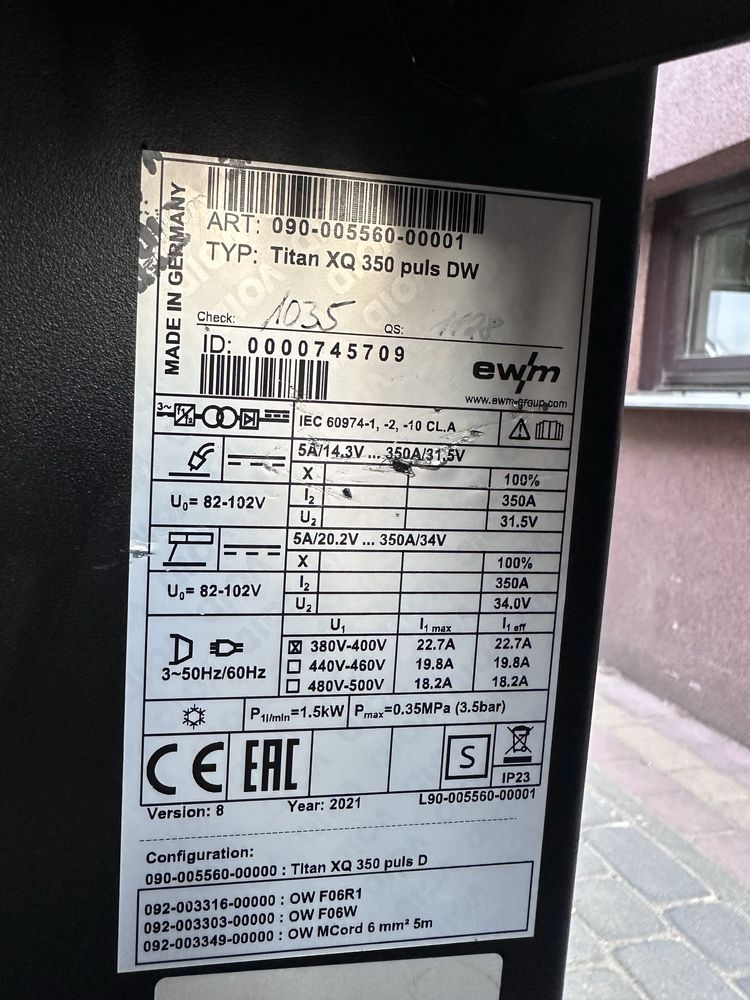 MADE IN GERMANY
ART: 090-005560-00001
TYP: Titan XQ 350 puls DW
Check: 1035 QS:
ID: 0000745709
ewm
www.ewm-group.com
3~ IEC 60974-1, -2, -10 CL.A
5A/14.3V ... 350A/31.5V
X 100%
U₀= 82-102V I₂ 350A
U₂ 31.5V
5A/20.2V ... 350A/34V
X 100%
U₀= 82-102V I₂ 350A
U₂ 34.0V
U₁ I₁ max I₁ eff
☒ 380V-400V 22.7A 22.7A
3~50Hz/60Hz ☐ 440V-460V 19.8A 19.8A
☐ 480V-500V 18.2A 18.2A
P1l/min=1.5kW Pmax=0.35MPa (3.5bar)
CE EAC S IP23
Version: 8 Year: 2021 L90-005560-00001
Configuration:
090-005560-00000 : Titan XQ 350 puls D
092-003316-00000 : OW F06R1
092-003303-00000 : OW F06W
092-003349-00000 : OW MCord 6 mm² 5m